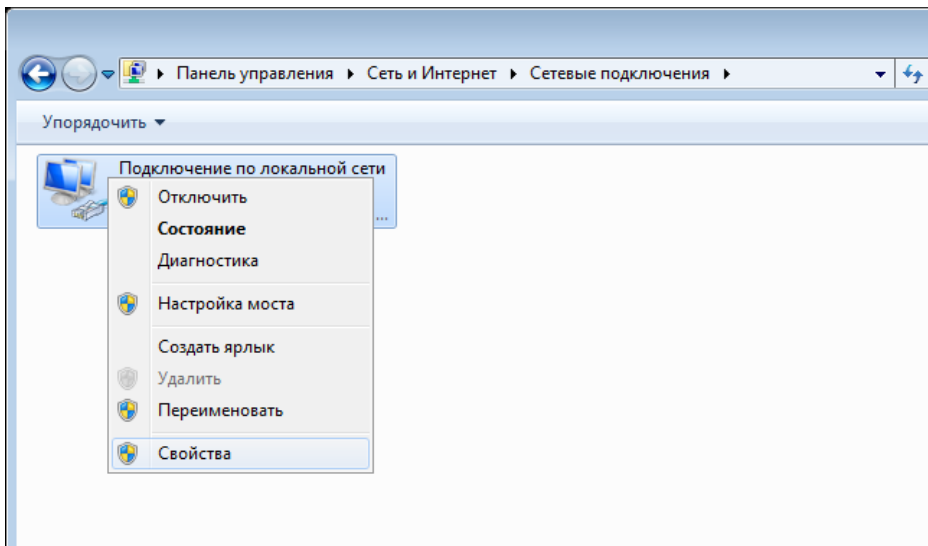 Панель управления ▸ Сеть и Интернет ▸ Сетевые подключения ▸
Упорядочить
Подключение по локальной сети
...
Отключить
Состояние
Диагностика
Настройка моста
Создать ярлык
Удалить
Переименовать
Свойства